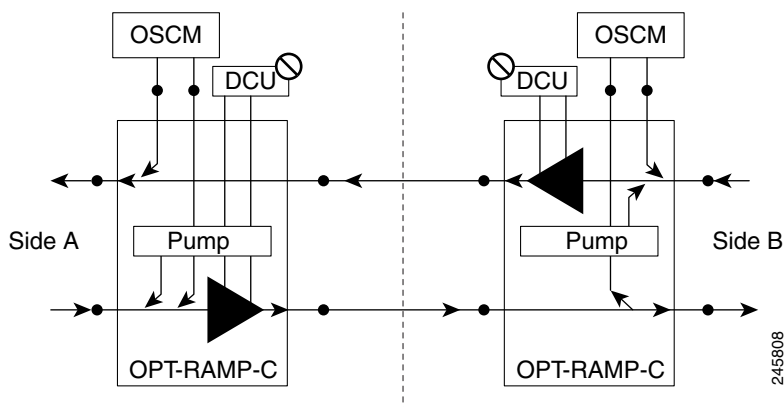 OSCM
OSCM
DCU
DCU
Side A
Pump
Pump
Side B
OPT-RAMP-C
OPT-RAMP-C
245808